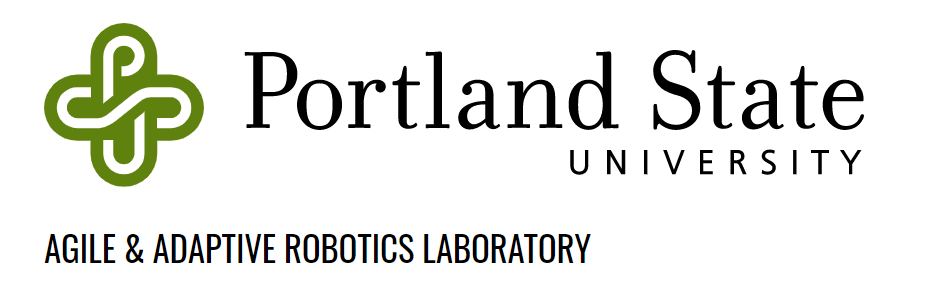 Portland State
UNIVERSITY
AGILE & ADAPTIVE ROBOTICS LABORATORY